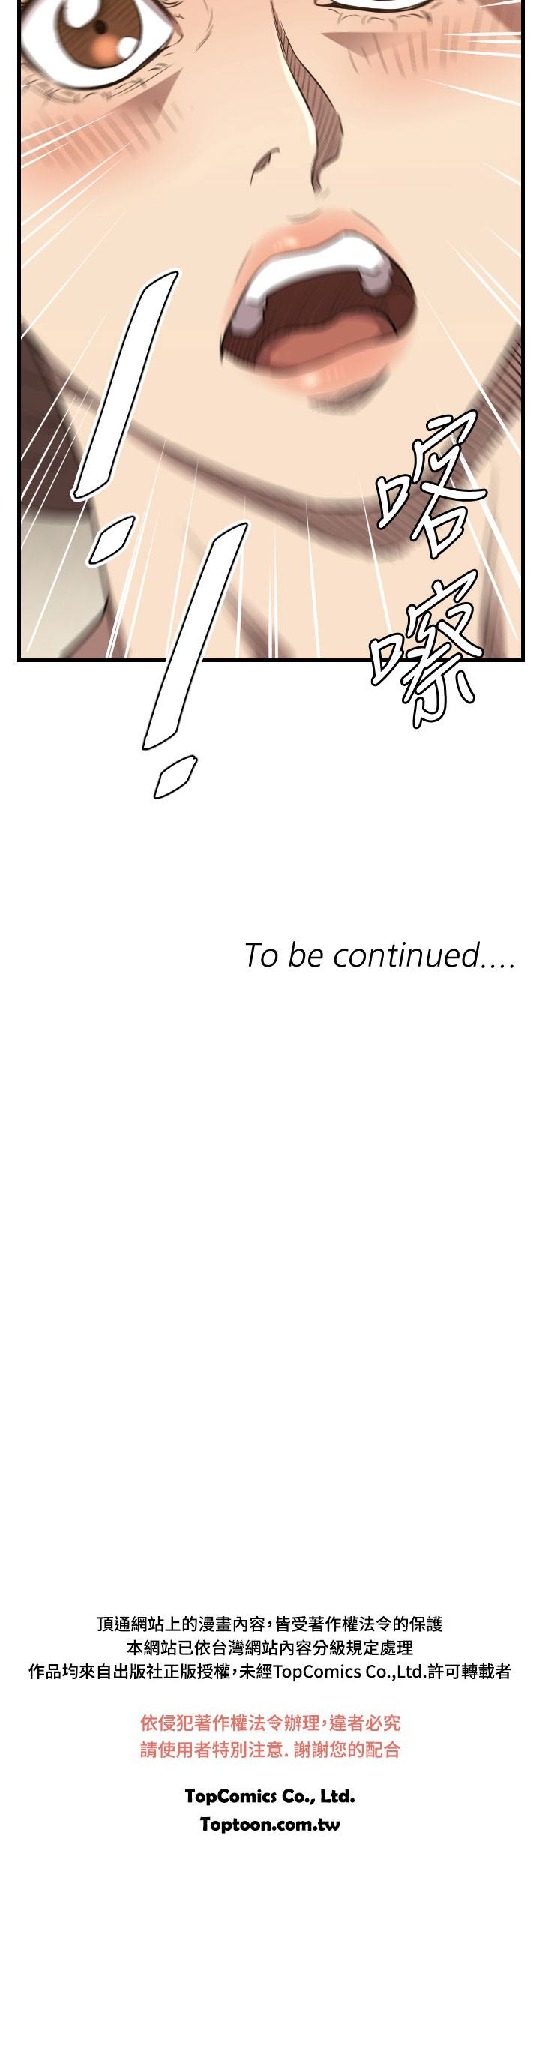 喀
嚓
To be continued....
頂通網站上的漫畫內容，皆受著作權法令的保護
本網站已依台灣網站內容分級規定處理
作品均來自出版社正版授權，未經TopComics Co.,Ltd.許可轉載者
依侵犯著作權法令辦理，違者必究
請使用者特別注意. 謝謝您的配合
TopComics Co., Ltd.
Toptoon.com.tw